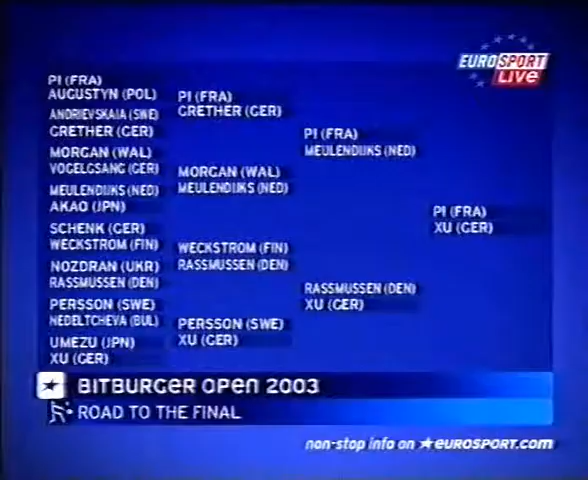 EUROSPORT
LIVE
PI (FRA)
AUGUSTYN (POL)
ANDRIEVSKAIA (SWE)
GRETHER (GER)
MORGAN (WAL)
VOGELGSANG (GER)
MEULENDIJKS (NED)
AKAO (JPN)
SCHENK (GER)
WECKSTROM (FIN)
NOZDRAN (UKR)
RASSMUSSEN (DEN)
PERSSON (SWE)
NEDELTCHEVA (BUL)
UMEZU (JPN)
XU (GER)
PI (FRA)
GRETHER (GER)
MORGAN (WAL)
MEULENDIJKS (NED)
WECKSTROM (FIN)
RASSMUSSEN (DEN)
PERSSON (SWE)
XU (GER)
PI (FRA)
MEULENDIJKS (NED)
RASSMUSSEN (DEN)
XU (GER)
PI (FRA)
XU (GER)
BITBURGER OPEN 2003
ROAD TO THE FINAL
non-stop info on ★EUROSPORT.com